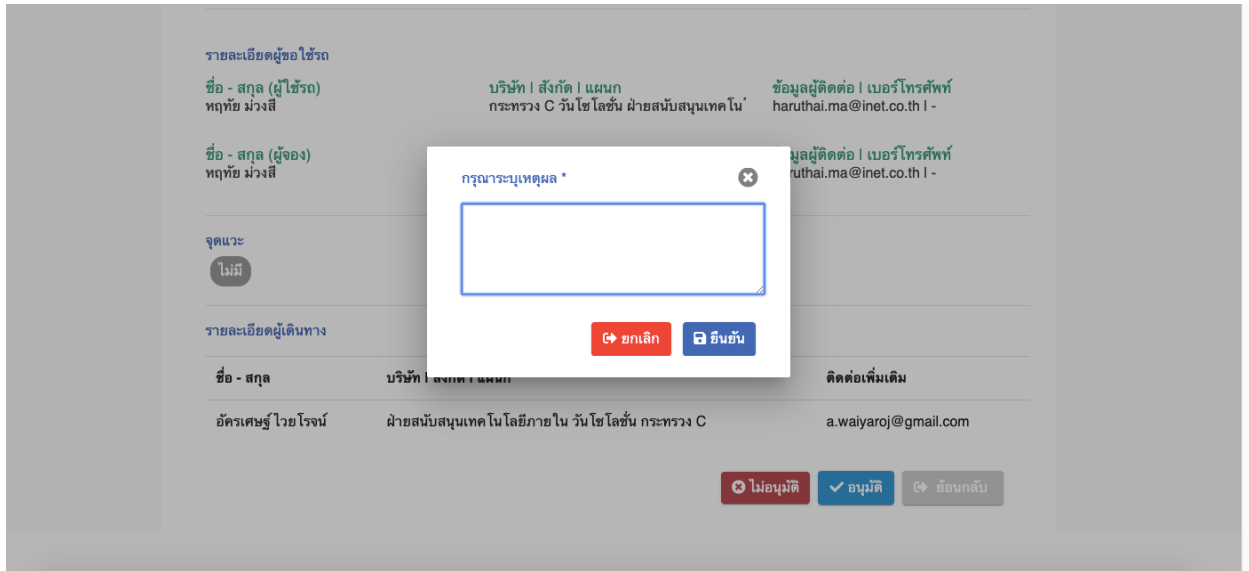 รายละเอียดผู้ขอใช้รถ
ชื่อ - สกุล (ผู้ใช้รถ) บริษัท | สังกัด | แผนก ข้อมูลผู้ติดต่อ | เบอร์โทรศัพท์
หฤทัย ม่วงสี กระทรวง C วันโซโลชั่น ฝ่ายสนับสนุนเทคโน haruthai.ma@inet.co.th | -
ชื่อ - สกุล (ผู้จอง) มูลผู้ติดต่อ | เบอร์โทรศัพท์
หฤทัย ม่วงสี ruthai.ma@inet.co.th | -
กรุณาระบุเหตุผล *
จุดแวะ
ไม่มี
ยกเลิก ยืนยัน
รายละเอียดผู้เดินทาง
ชื่อ - สกุล บริษัท | สังกัด | แผนก ติดต่อเพิ่มเติม
อัครเศษฐ์ ไวยโรจน์ ฝ่ายสนับสนุนเทคโนโลยีภายใน วันโซโลชั่น กระทรวง C a.waiyaroj@gmail.com
ไม่อนุมัติ อนุมัติ ย้อนกลับ